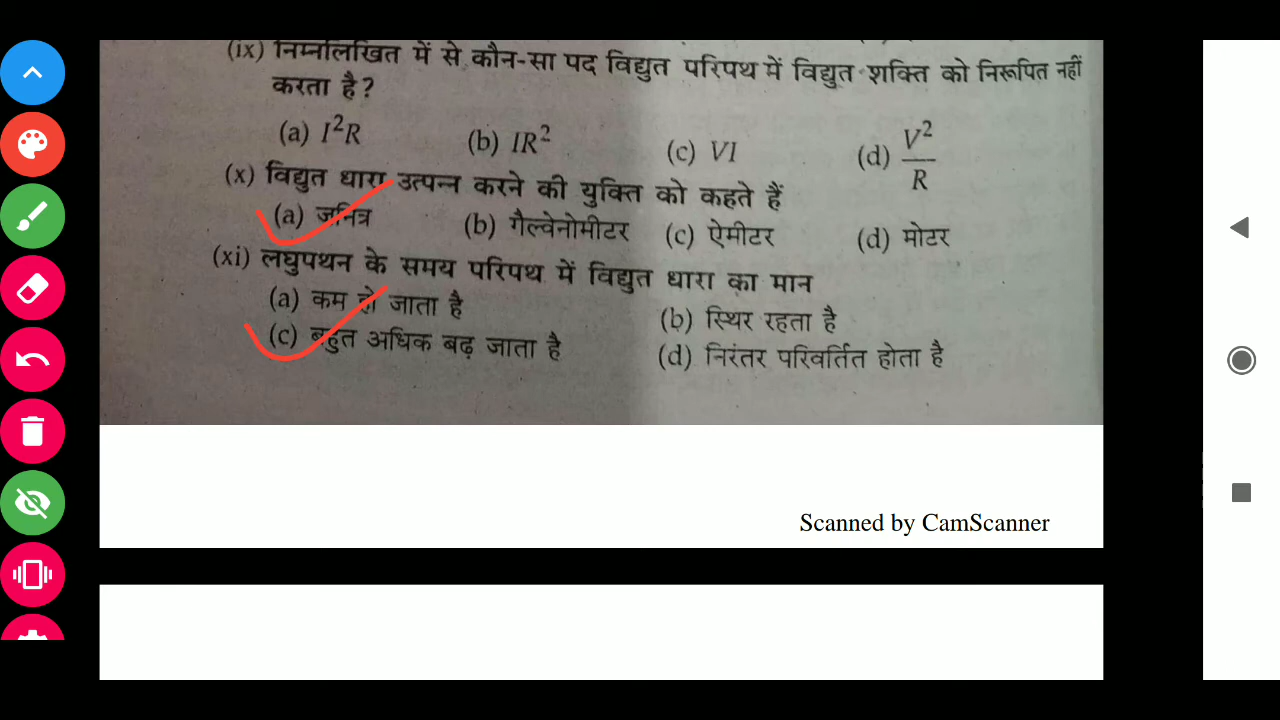 (ix) निम्नलिखित में से कौन-सा पद विद्युत परिपथ में विद्युत शक्ति को निरूपित नहीं
करता है?
(a) I²R (b) IR² (c) VI (d) V²/R
(x) विद्युत धारा उत्पन्न करने की युक्ति को कहते हैं
(a) जनित्र (b) गैल्वेनोमीटर (c) ऐमीटर (d) मोटर
(xi) लघुपथन के समय परिपथ में विद्युत धारा का मान
(a) कम हो जाता है (b) स्थिर रहता है
(c) बहुत अधिक बढ़ जाता है (d) निरंतर परिवर्तित होता है
Scanned by CamScanner